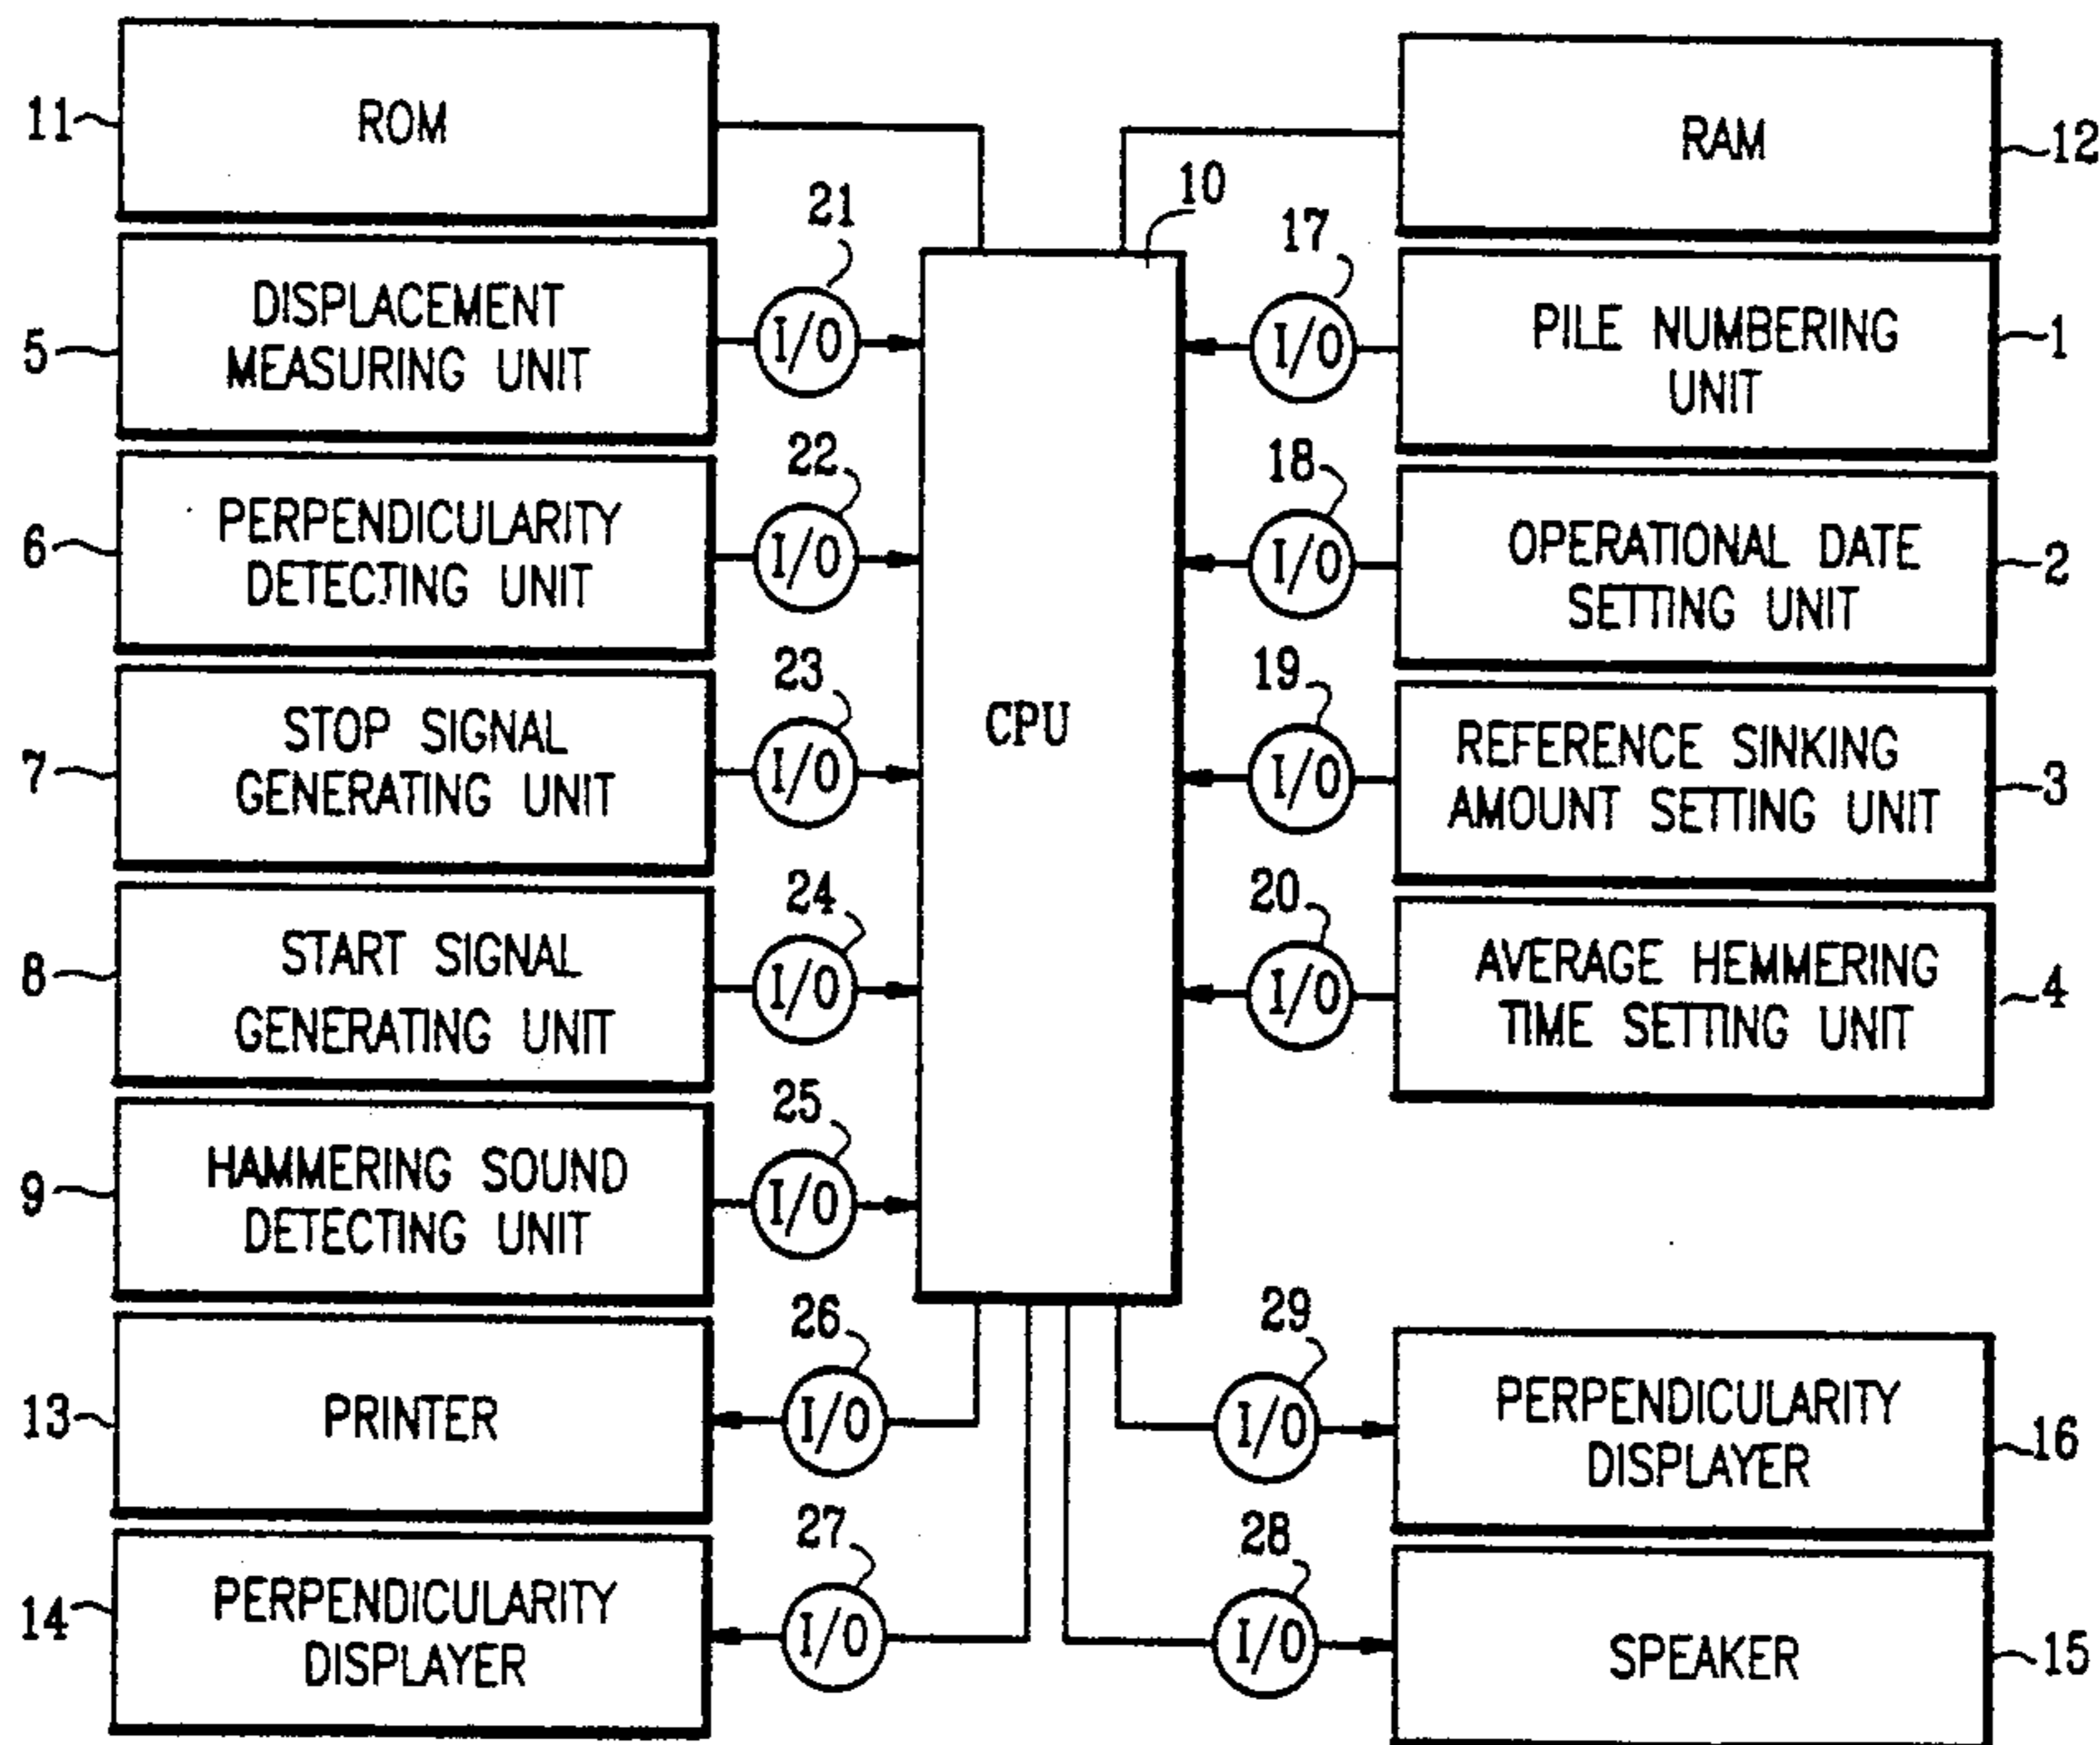 11 ROM
RAM 12
10
21
17
5 DISPLACEMENT
MEASURING UNIT
I/O
I/O
PILE NUMBERING
UNIT
1
22
18
6 PERPENDICULARITY
DETECTING UNIT
I/O
I/O
OPERATIONAL DATE
SETTING UNIT
2
23
CPU
19
7 STOP SIGNAL
GENERATING UNIT
I/O
I/O
REFERENCE SINKING
AMOUNT SETTING UNIT
3
24
20
8 START SIGNAL
GENERATING UNIT
I/O
I/O
AVERAGE HEMMERING
TIME SETTING UNIT
4
25
9 HAMMERING SOUND
DETECTING UNIT
I/O
26
29
13 PRINTER
I/O
I/O
PERPENDICULARITY
DISPLAYER
16
27
28
14 PERPENDICULARITY
DISPLAYER
I/O
I/O
SPEAKER 15